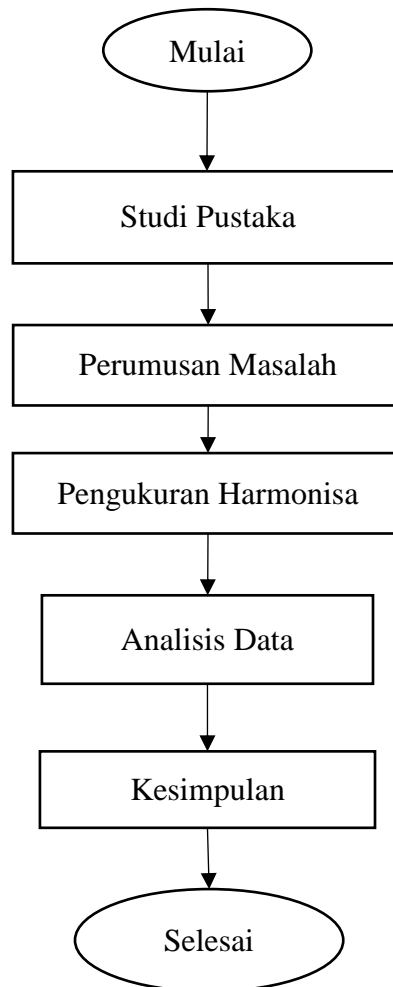 Mulai
Studi Pustaka
Perumusan Masalah
Pengukuran Harmonisa
Analisis Data
Kesimpulan
Selesai